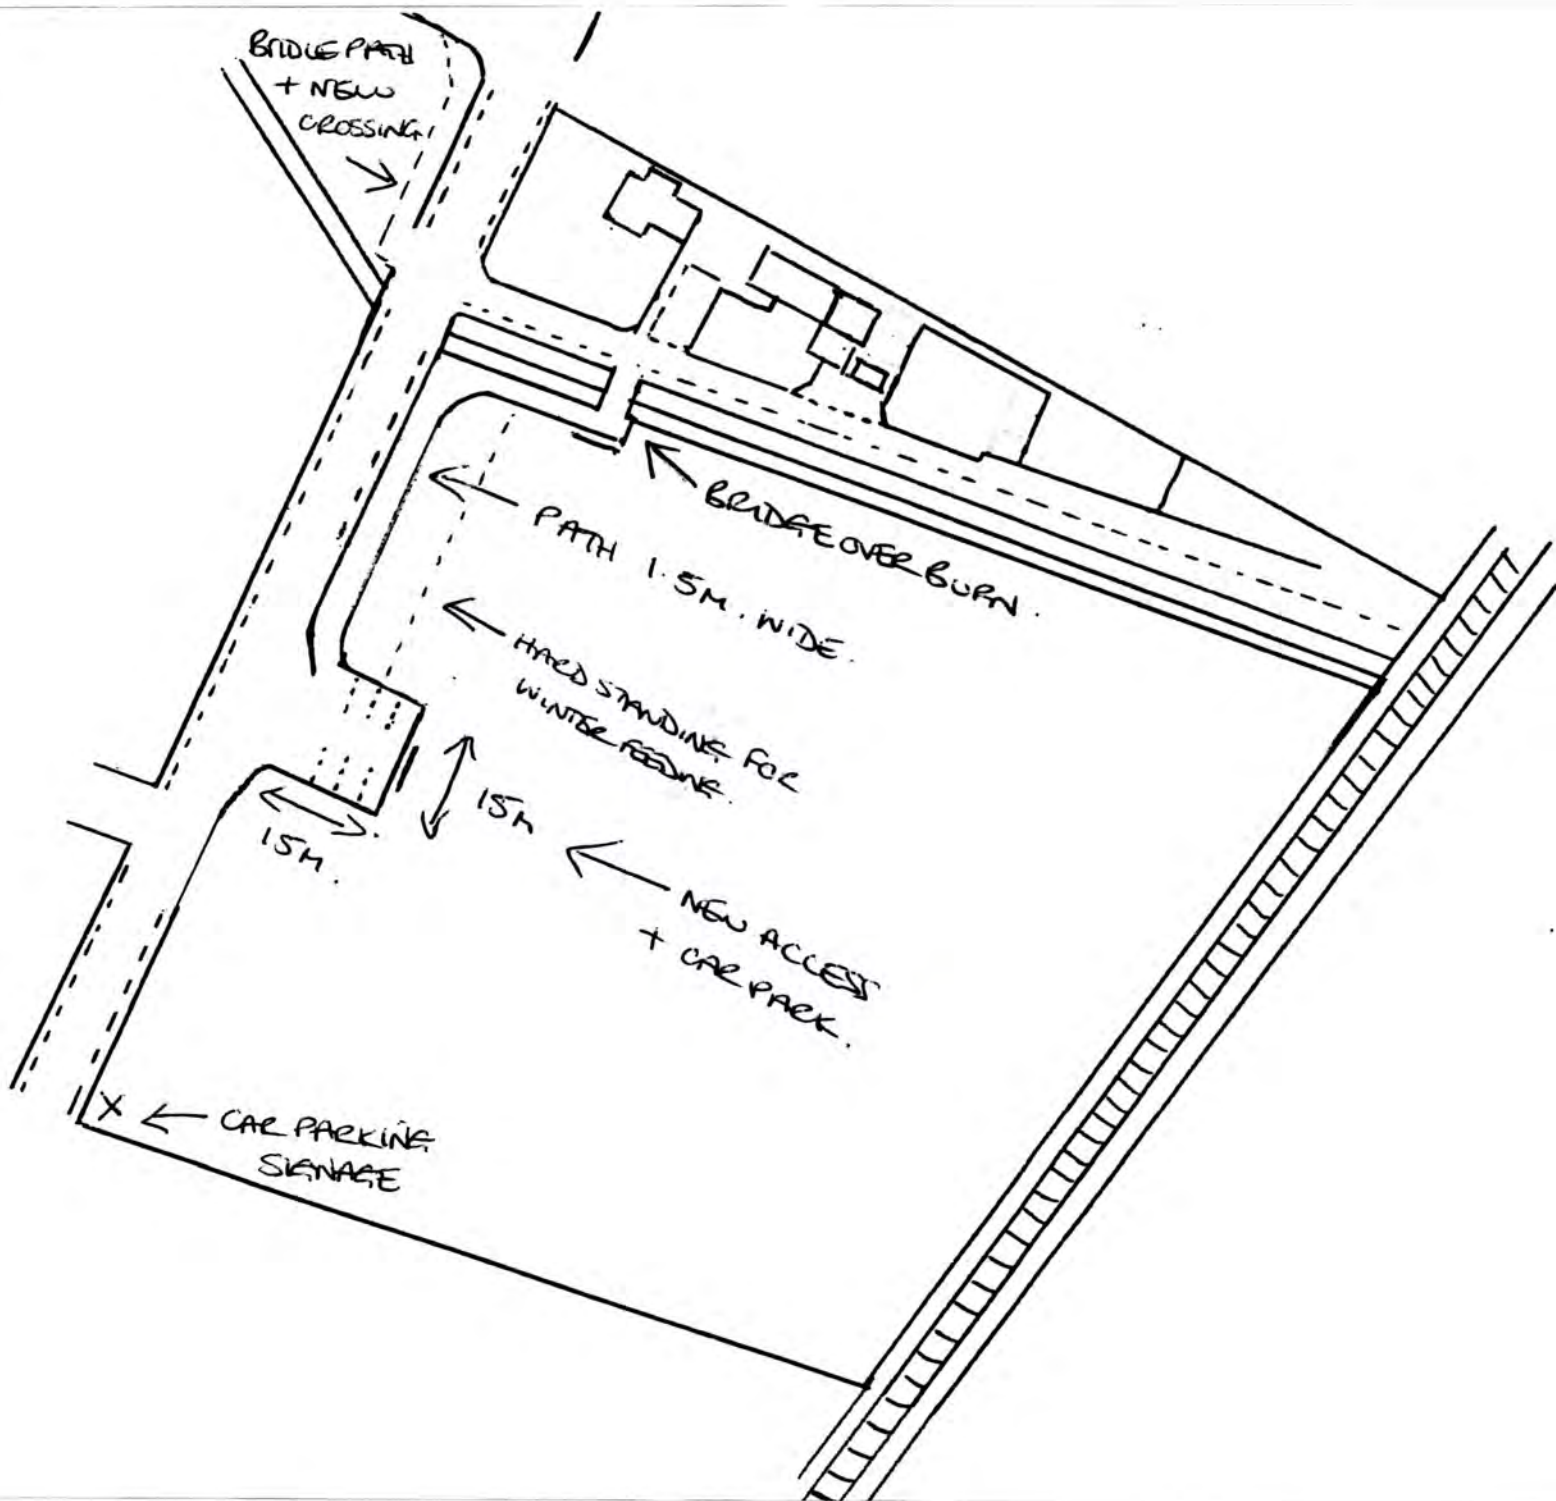 BRIDLE PATH
+ NEW
CROSSING
BRIDGE OVER BURN.
PATH 1.5M. WIDE.
HARD STANDING FOR
WINTER FEEDING.
15M
15M.
NEW ACCESS
+ CAR PARK.
X
CAR PARKING
SIGNAGE